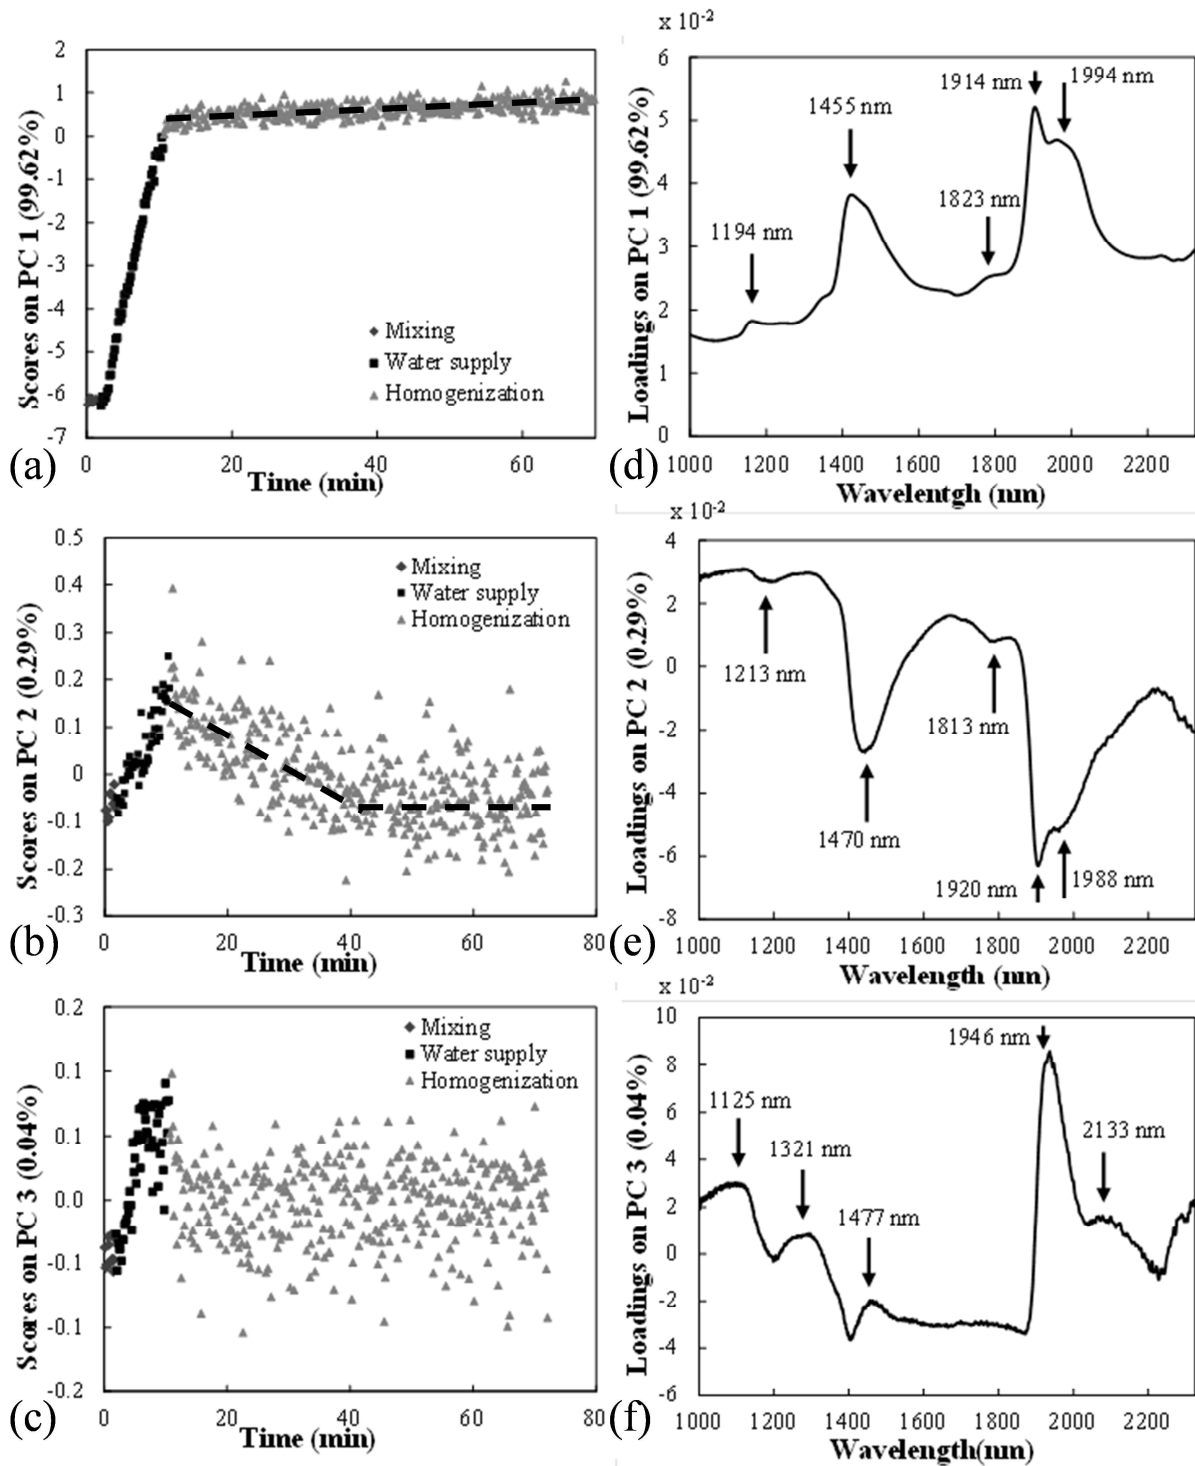 2
1
0
-1
-2
-3
-4
-5
-6
-7
Scores on PC 1 (99.62%)
Mixing
Water supply
Homogenization
0 20 40 60
Time (min)
(a)
x 10-2
6
5
4
3
2
1
0
Loadings on PC 1 (99.62%)
1194 nm
1455 nm
1823 nm
1914 nm
1994 nm
1000 1200 1400 1600 1800 2000 2200
Wavelentgh (nm)
(d)
0.5
0.4
0.3
0.2
0.1
0
-0.1
-0.2
-0.3
Scores on PC 2 (0.29%)
Mixing
Water supply
Homogenization
0 20 40 60 80
Time (min)
(b)
x 10-2
4
2
0
-2
-4
-6
-8
Loadings on PC 2 (0.29%)
1213 nm
1470 nm
1813 nm
1920 nm
1988 nm
1000 1200 1400 1600 1800 2000 2200
Wavelength (nm)
(e)
0.2
0.1
0.1
0.0
-0.1
-0.1
-0.2
Scores on PC 3 (0.04%)
Mixing
Water supply
Homogenization
0 20 40 60 80
Time (min)
(c)
x 10-2
10
8
6
4
2
0
-2
-4
-6
Loadings on PC 3 (0.04%)
1125 nm
1321 nm
1477 nm
1946 nm
2133 nm
1000 1200 1400 1600 1800 2000 2200
Wavelength(nm)
(f)